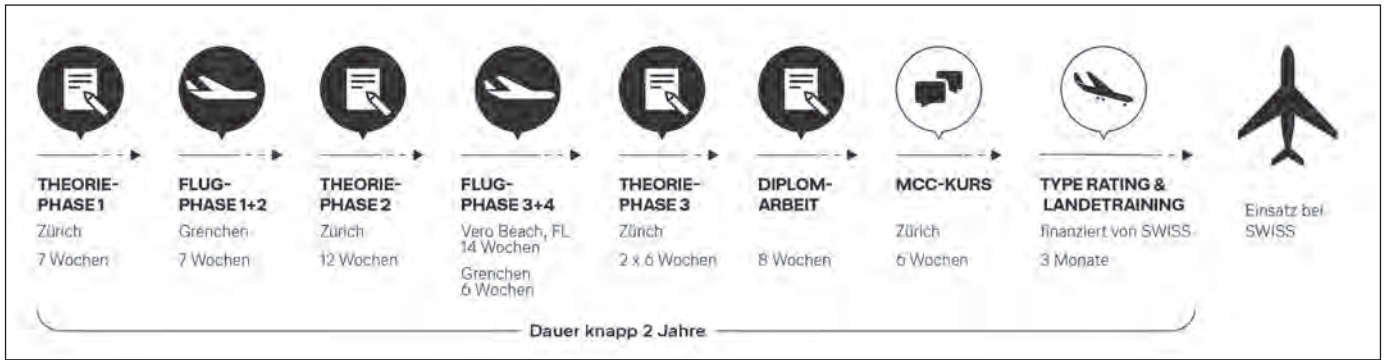 THEORIE-
PHASE 1
Zürich
7 Wochen
FLUG-
PHASE 1+2
Grenchen
7 Wochen
THEORIE-
PHASE 2
Zürich
12 Wochen
FLUG-
PHASE 3+4
Vero Beach, FL
14 Wochen
Grenchen
6 Wochen
THEORIE-
PHASE 3
Zürich
2 x 6 Wochen
DIPLOM-
ARBEIT
8 Wochen
MCC-KURS
Zürich
6 Wochen
TYPE RATING &
LANDETRAINING
finanziert von SWISS
3 Monate
Einsatz bei
SWISS
Dauer knapp 2 Jahre